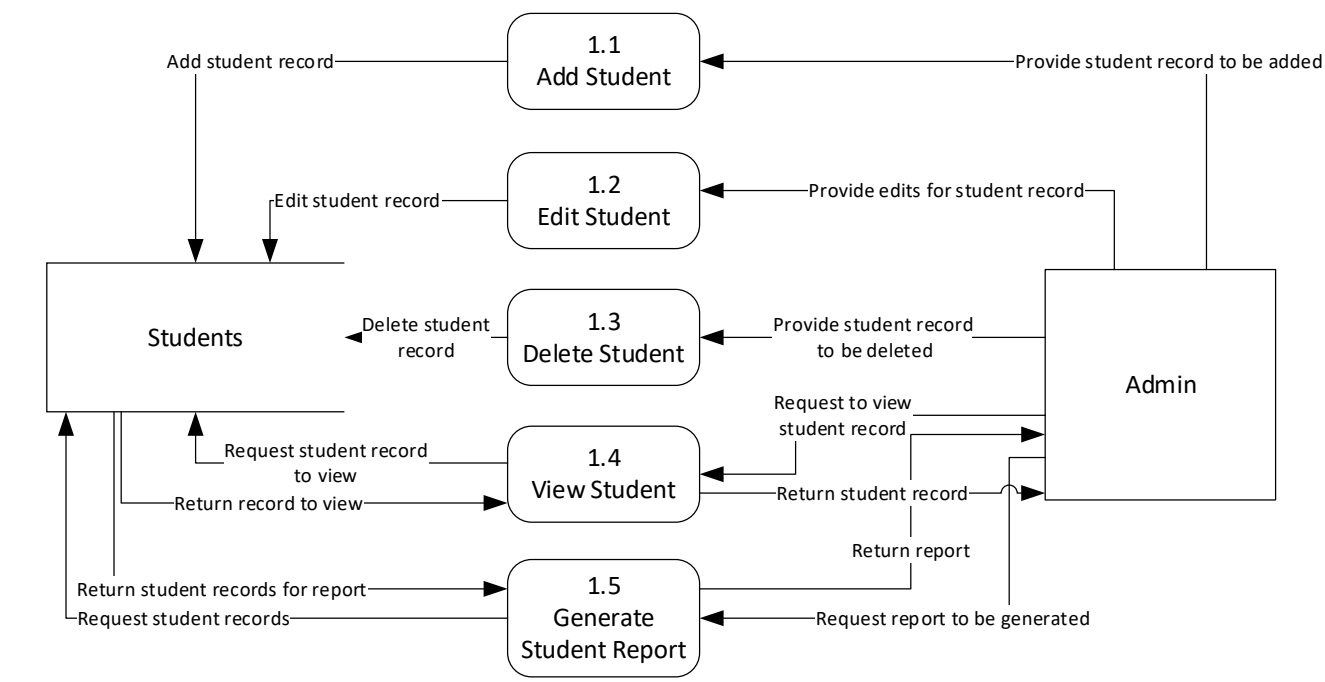 1.1
Add Student
Add student record
Provide student record to be added
1.2
Edit Student
Edit student record
Provide edits for student record
Students
Delete student
record
1.3
Delete Student
Provide student record
to be deleted
Admin
Request to view
student record
Request student record
to view
1.4
View Student
Return record to view
Return student record
Return report
Return student records for report
1.5
Generate
Student Report
Request student records
Request report to be generated